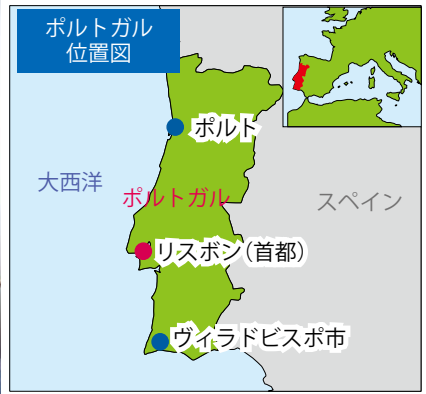 ポルトガル
位置図
ポルト
大西洋
ポルトガル
スペイン
リスボン（首都）
ヴィラドビスポ市